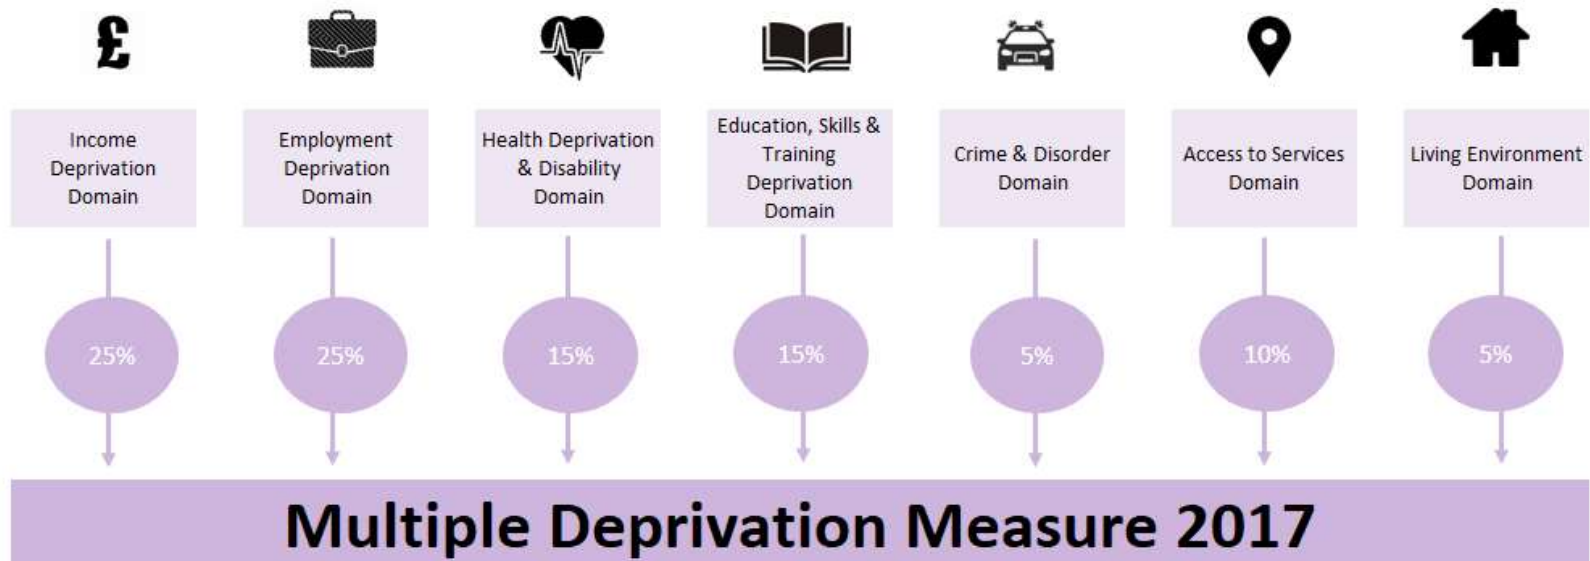 £
Income
Deprivation
Domain
Employment
Deprivation
Domain
Health Deprivation
& Disability
Domain
Education, Skills &
Training
Deprivation
Domain
Crime & Disorder
Domain
Access to Services
Domain
Living Environment
Domain
25%
25%
15%
15%
5%
10%
5%
Multiple Deprivation Measure 2017